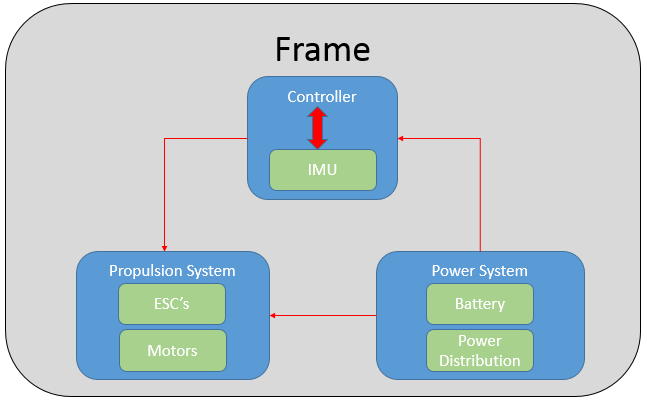 Frame
Controller
IMU
Propulsion System
ESC's
Motors
Power System
Battery
Power
Distribution